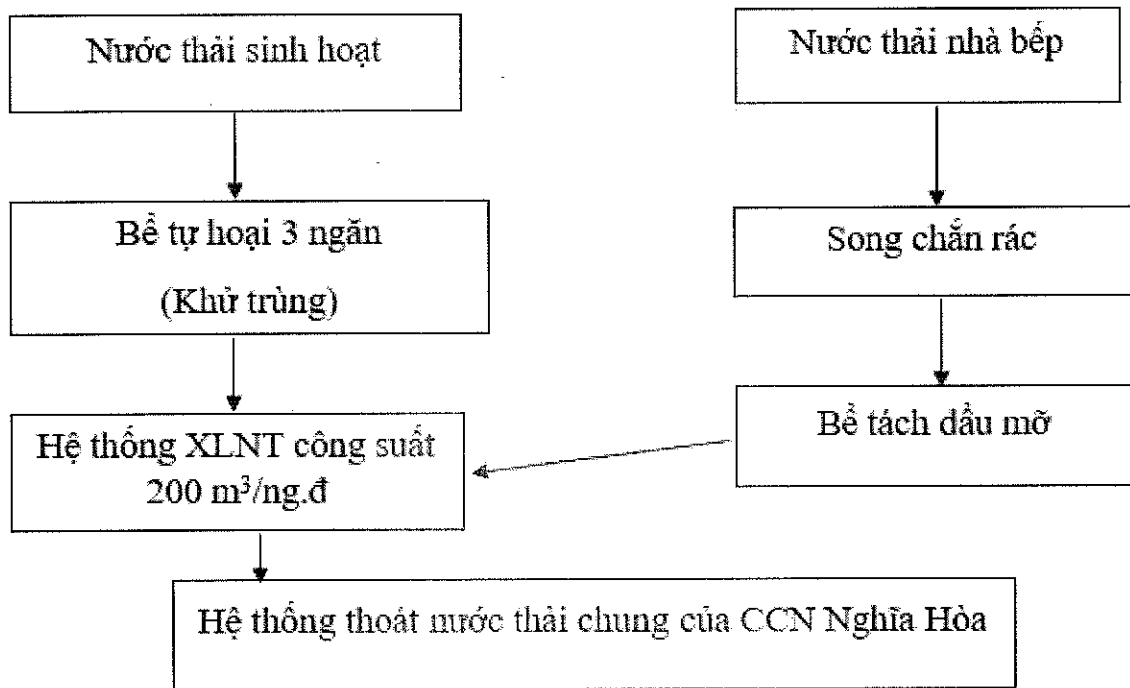 Nước thải sinh hoạt
Nước thải nhà bếp
Bể tự hoại 3 ngăn
(Khử trùng)
Song chắn rác
Hệ thống XLNT công suất
200 m³/ng.đ
Bể tách dầu mỡ
Hệ thống thoát nước thải chung của CCN Nghĩa Hòa